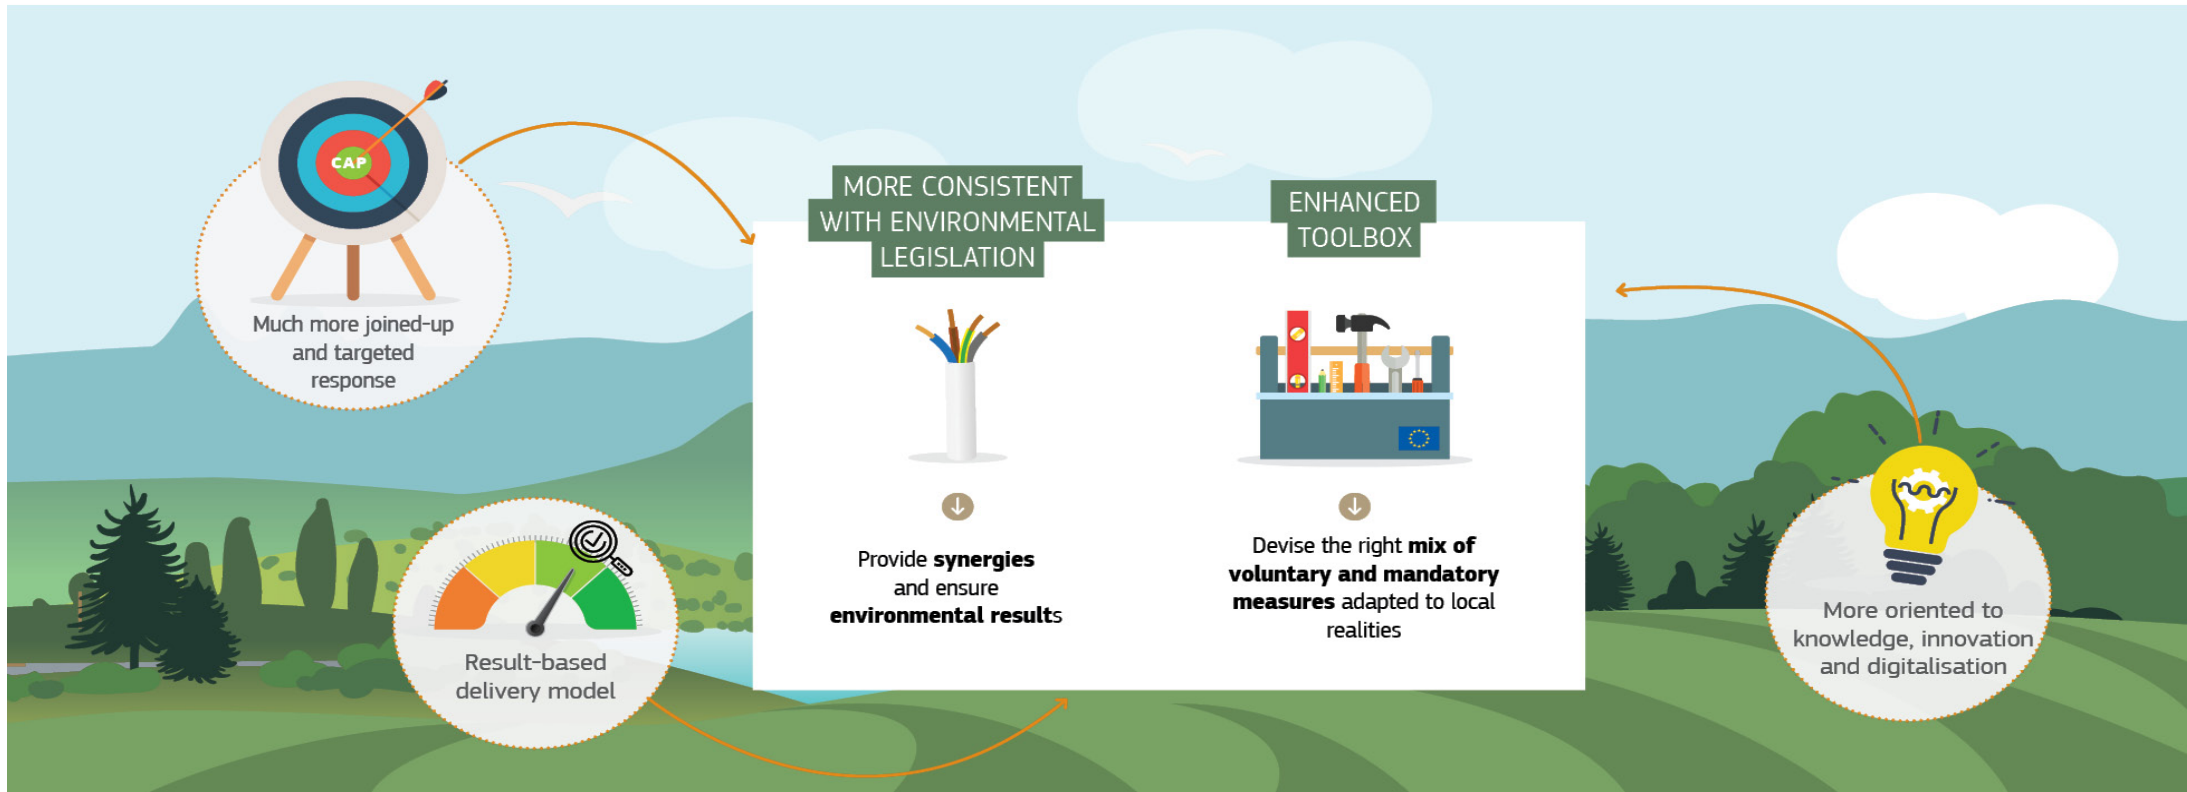 CAP
Much more joined-up
and targeted
response
Result-based
delivery model
MORE CONSISTENT
WITH ENVIRONMENTAL
LEGISLATION
Provide synergies
and ensure
environmental results
ENHANCED
TOOLBOX
Devise the right mix of
voluntary and mandatory
measures adapted to local
realities
More oriented to
knowledge, innovation
and digitalisation